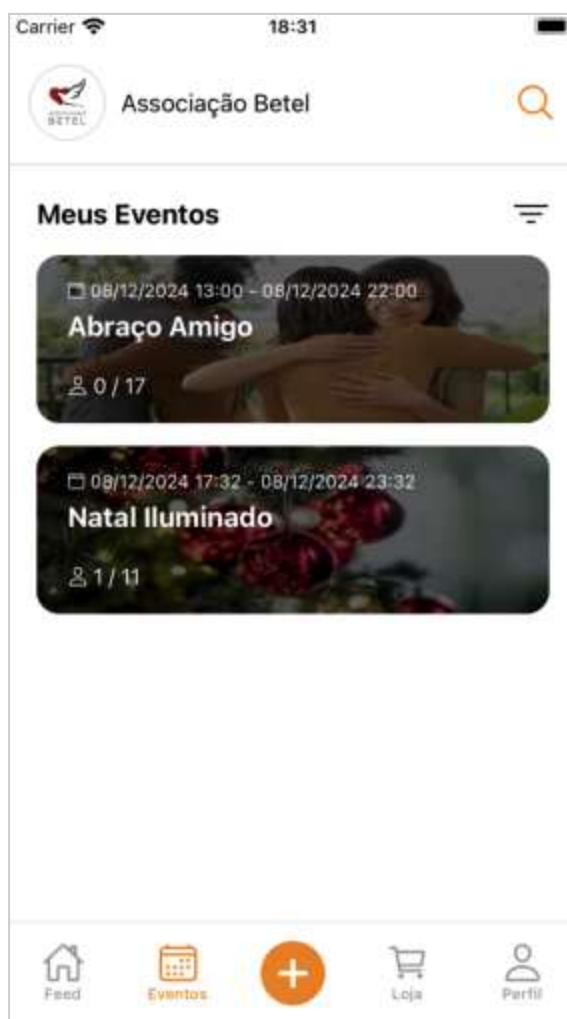 Carrier 18:31
BETEL
Associação Betel
Meus Eventos
08/12/2024 13:00 - 08/12/2024 22:00
Abraço Amigo
0 / 17
08/12/2024 17:32 - 08/12/2024 23:32
Natal Iluminado
1 / 11
Feed Eventos Loja Perfil